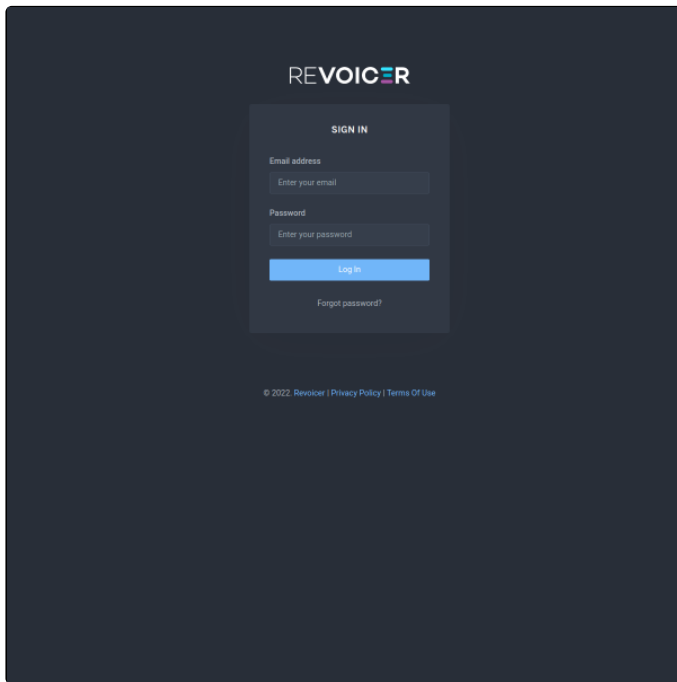 REVOICER
SIGN IN
Email address
Enter your email
Password
Enter your password
Log In
Forgot password?
© 2022. Revoicer | Privacy Policy | Terms Of Use